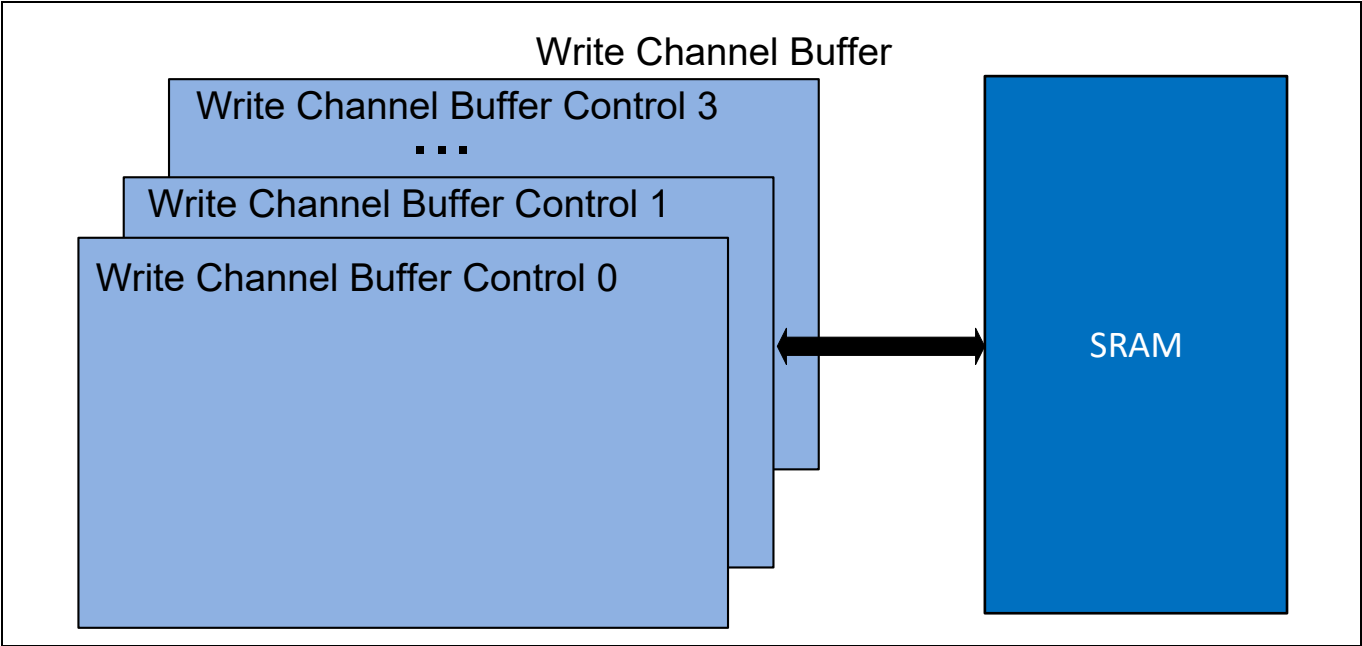 Write Channel Buffer
Write Channel Buffer Control 3
...
Write Channel Buffer Control 1
Write Channel Buffer Control 0
SRAM